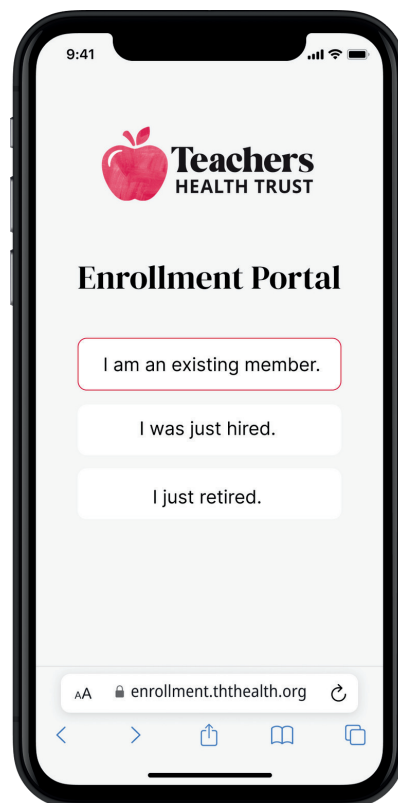 9:41
Teachers
HEALTH TRUST
Enrollment Portal
I am an existing member.
I was just hired.
I just retired.
AA enrollment.ththealth.org